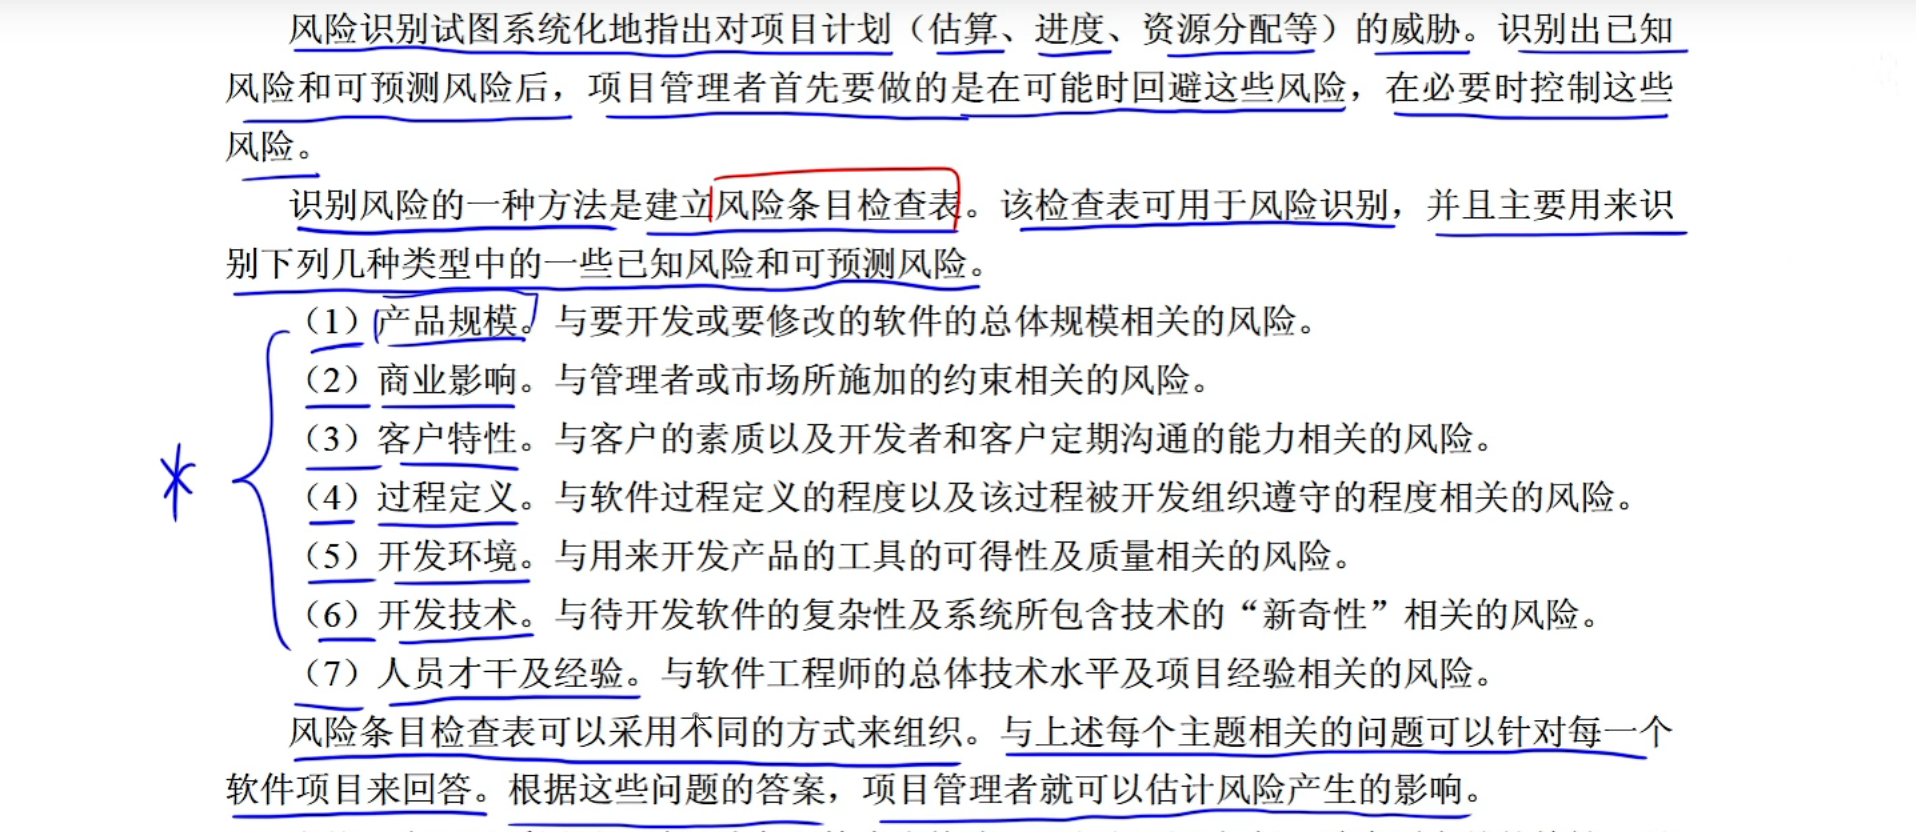 风险识别试图系统化地指出对项目计划（估算、进度、资源分配等）的威胁。识别出已知
风险和可预测风险后，项目管理者首先要做的是在可能时回避这些风险，在必要时控制这些
风险。
识别风险的一种方法是建立风险条目检查表。该检查表可用于风险识别，并且主要用来识
别下列几种类型中的一些已知风险和可预测风险。
（1）产品规模。与要开发或要修改的软件的总体规模相关的风险。
（2）商业影响。与管理者或市场所施加的约束相关的风险。
（3）客户特性。与客户的素质以及开发者和客户定期沟通的能力相关的风险。
（4）过程定义。与软件过程定义的程度以及该过程被开发组织遵守的程度相关的风险。
（5）开发环境。与用来开发产品的工具的可得性及质量相关的风险。
（6）开发技术。与待开发软件的复杂性及系统所包含技术的“新奇性”相关的风险。
（7）人员才干及经验。与软件工程师的总体技术水平及项目经验相关的风险。
风险条目检查表可以采用不同的方式来组织。与上述每个主题相关的问题可以针对每一个
软件项目来回答。根据这些问题的答案，项目管理者就可以估计风险产生的影响。